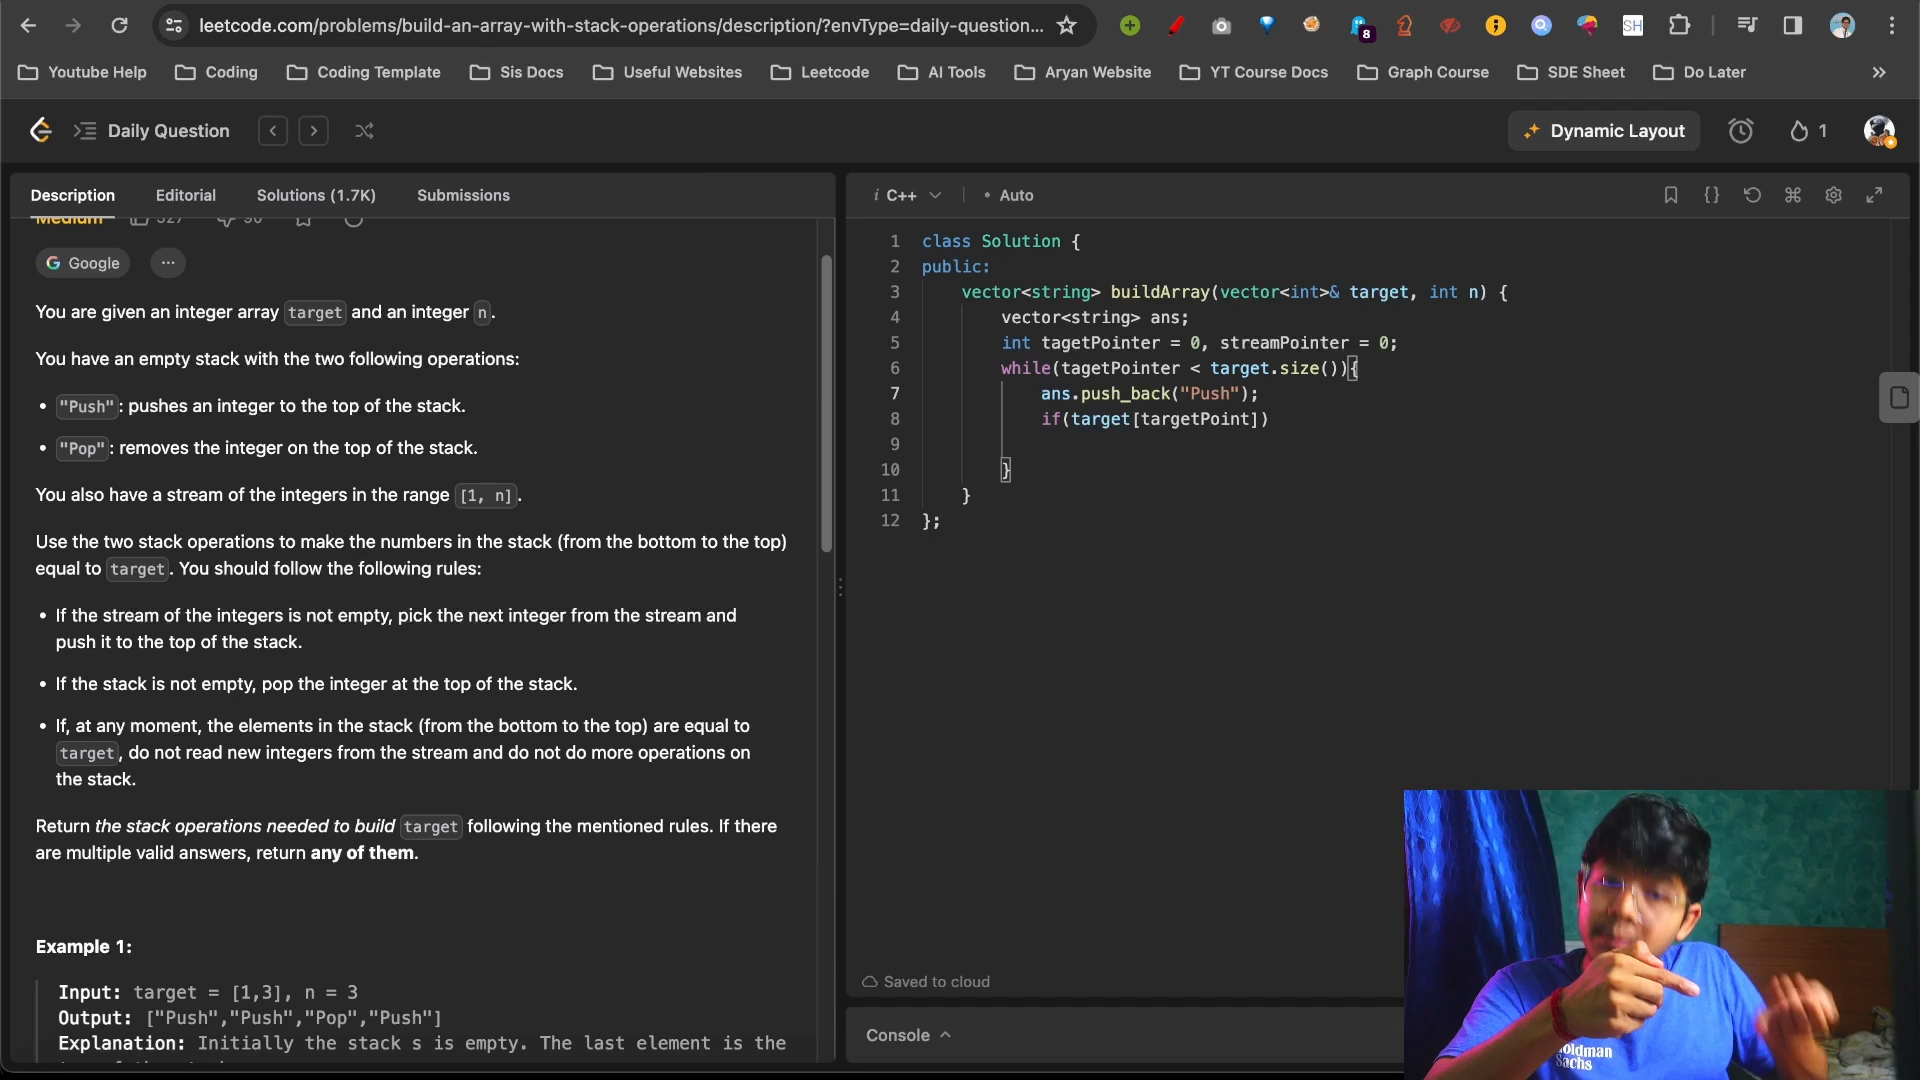 leetcode.com/problems/build-an-array-with-stack-operations/description/?envType=daily-question...
8
SH
Youtube Help
Coding
Coding Template
Sis Docs
Useful Websites
Leetcode
AI Tools
Aryan Website
YT Course Docs
Graph Course
SDE Sheet
Do Later
»
Daily Question
Dynamic Layout
1
Description
Editorial
Solutions (1.7K)
Submissions
Medium
Google
...
You are given an integer array target and an integer n.
You have an empty stack with the two following operations:
• "Push": pushes an integer to the top of the stack.
• "Pop": removes the integer on the top of the stack.
You also have a stream of the integers in the range [1, n].
Use the two stack operations to make the numbers in the stack (from the bottom to the top)
equal to target. You should follow the following rules:
• If the stream of the integers is not empty, pick the next integer from the stream and
push it to the top of the stack.
• If the stack is not empty, pop the integer at the top of the stack.
• If, at any moment, the elements in the stack (from the bottom to the top) are equal to
target, do not read new integers from the stream and do not do more operations on
the stack.
Return the stack operations needed to build target following the mentioned rules. If there
are multiple valid answers, return any of them.
Example 1:
Input: target = [1,3], n = 3
Output: ["Push","Push","Pop","Push"]
Explanation: Initially the stack s is empty. The last element is the
i C++
• Auto
{}
1 class Solution {
2 public:
3 vector<string> buildArray(vector<int>& target, int n) {
4 vector<string> ans;
5 int tagetPointer = 0, streamPointer = 0;
6 while(tagetPointer < target.size()){
7 ans.push_back("Push");
8 if(target[targetPoint])
9
10 }
11 }
12 };
Saved to cloud
Console
Goldman
Sachs